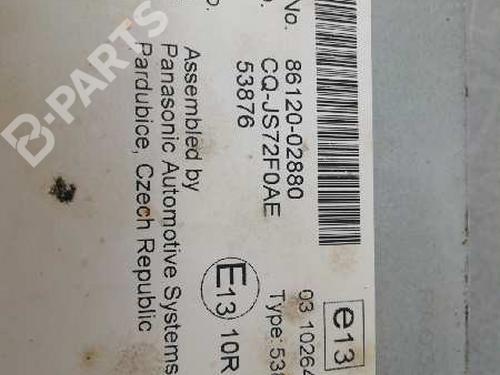 No. 86120-02880
CQ-JS72F0AE
53876
Assembled by
Panasonic Automotive Systems
Pardubice, Czech Republic
e13
03 10264
Type: 538
E13 10R
B-PARTS